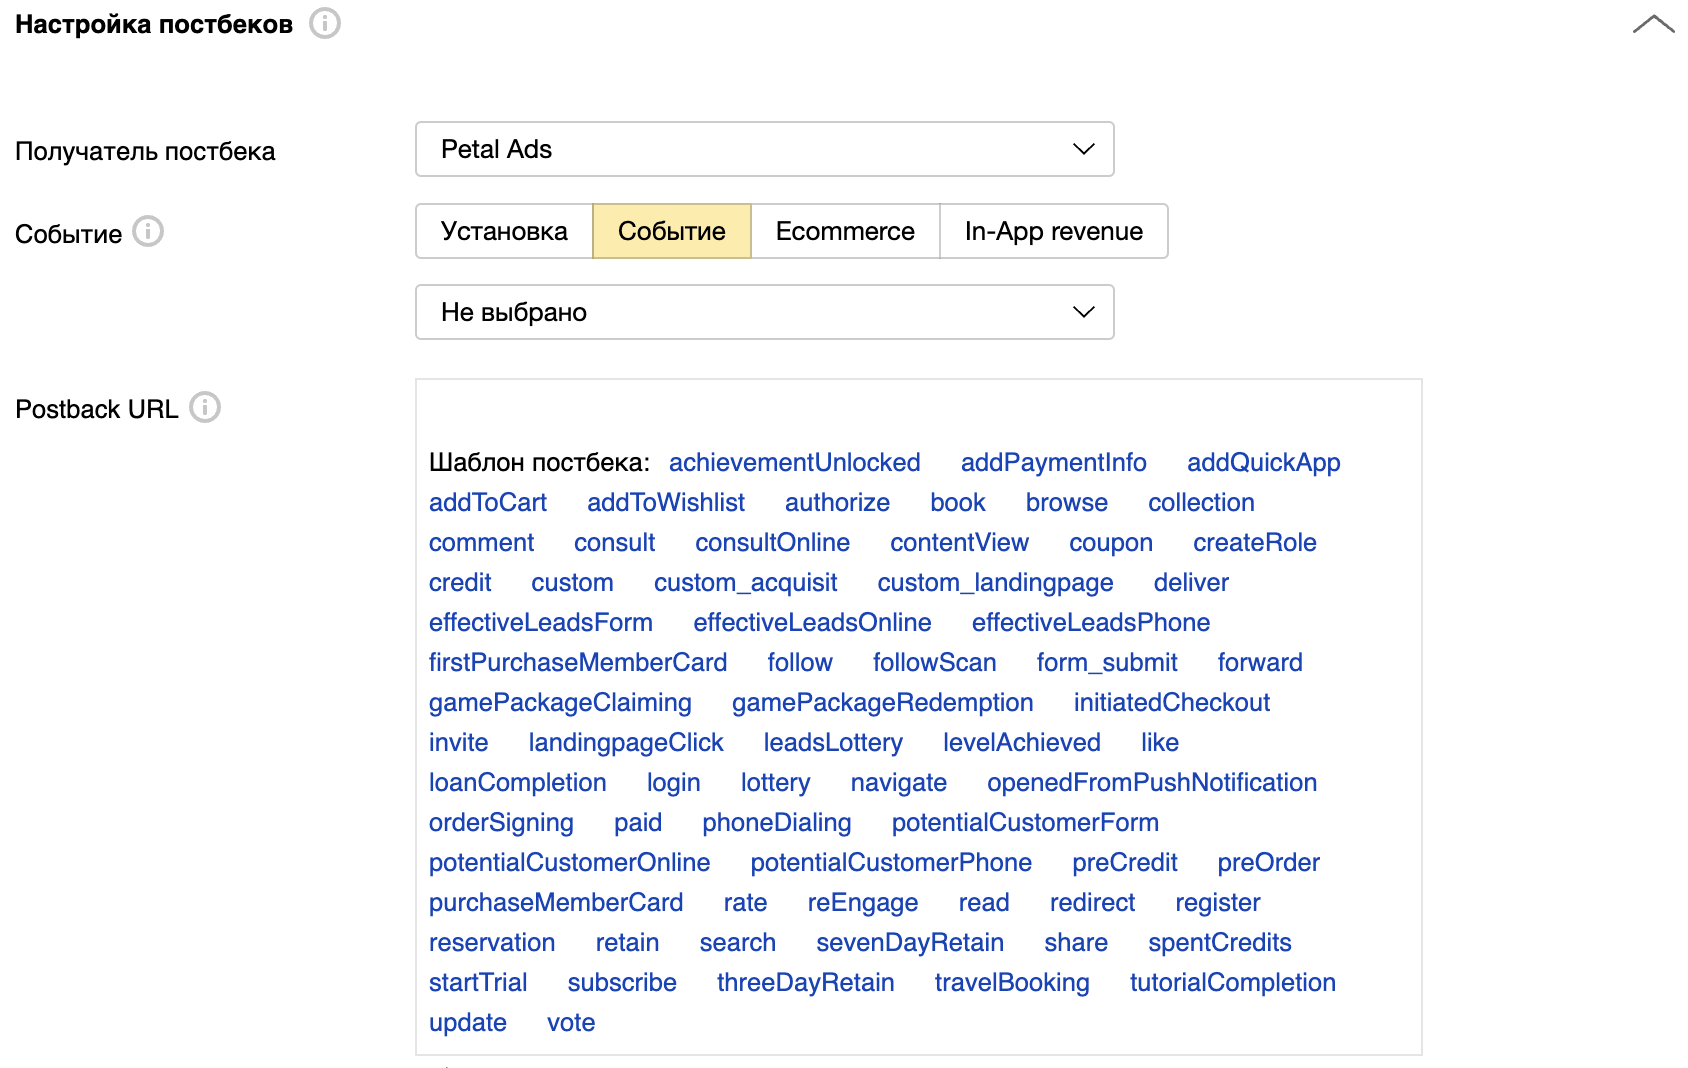 Настройка постбеков
Получатель постбека
Petal Ads
Событие
Установка Событие Ecommerce In-App revenue
Не выбрано
Postback URL
Шаблон постбека: achievementUnlocked addPaymentInfo addQuickApp
addToCart addToWishlist authorize book browse collection
comment consult consultOnline contentView coupon createRole
credit custom custom_acquisit custom_landingpage deliver
effectiveLeadsForm effectiveLeadsOnline effectiveLeadsPhone
firstPurchaseMemberCard follow followScan form_submit forward
gamePackageClaiming gamePackageRedemption initiatedCheckout
invite landingpageClick leadsLottery levelAchieved like
loanCompletion login lottery navigate openedFromPushNotification
orderSigning paid phoneDialing potentialCustomerForm
potentialCustomerOnline potentialCustomerPhone preCredit preOrder
purchaseMemberCard rate reEngage read redirect register
reservation retain search sevenDayRetain share spentCredits
startTrial subscribe threeDayRetain travelBooking tutorialCompletion
update vote